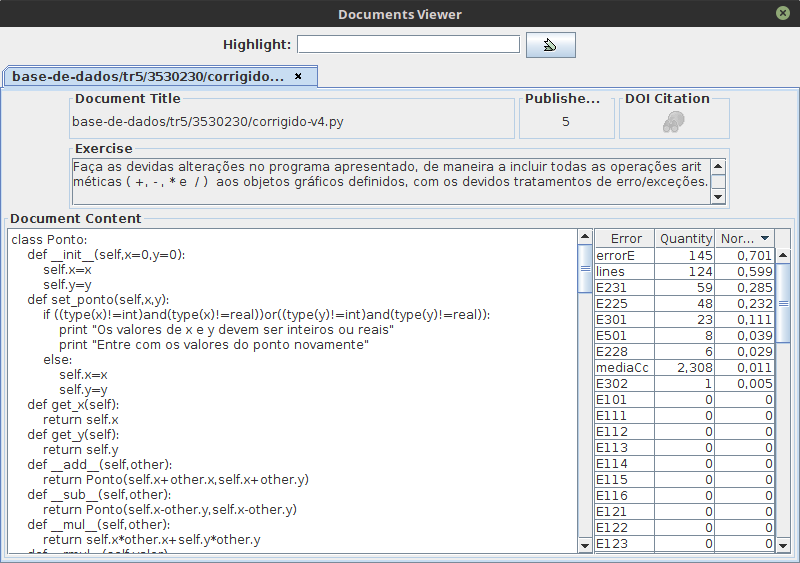 Documents Viewer
Highlight:
base-de-dados/tr5/3530230/corrigido... ×
Document Title
base-de-dados/tr5/3530230/corrigido-v4.py
Publishe...
5
DOI Citation
Exercise
Faça as devidas alterações no programa apresentado, de maneira a incluir todas as operações arit
méticas ( +, - , * e / ) aos objetos gráficos definidos, com os devidos tratamentos de erro/exceções.
Document Content
class Ponto:
def __init__(self,x=0,y=0):
self.x=x
self.y=y
def set_ponto(self,x,y):
if ((type(x)!=int)and(type(x)!=real))or((type(y)!=int)and(type(y)!=real)):
print "Os valores de x e y devem ser inteiros ou reais"
print "Entre com os valores do ponto novamente"
else:
self.x=x
self.y=y
def get_x(self):
return self.x
def get_y(self):
return self.y
def __add__(self,other):
return Ponto(self.x+other.x,self.x+other.y)
def __sub__(self,other):
return Ponto(self.x-other.y,self.x-other.y)
def __mul__(self,other):
return self.x*other.x+self.y*other.y
def __rmul__(self,valor)
Error Quantity Nor...
errorE 145 0,701
lines 124 0,599
E231 59 0,285
E225 48 0,232
E301 23 0,111
E501 8 0,039
E228 6 0,029
mediaCc 2,308 0,011
E302 1 0,005
E101 0 0
E111 0 0
E112 0 0
E113 0 0
E114 0 0
E115 0 0
E116 0 0
E121 0 0
E122 0 0
E123 0 0